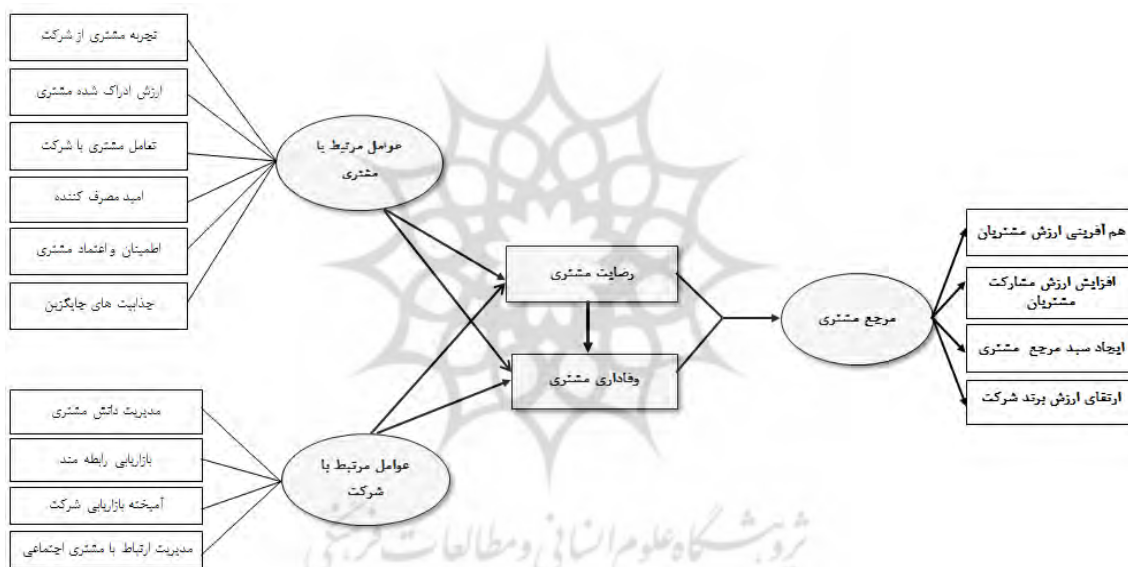 تجربه مشتری از شرکت
ارزش ادراک شده مشتری
تعامل مشتری با شرکت
امید مصرف کننده
اطمینان و اعتماد مشتری
جذابیت های جایگزین
عوامل مرتبط با
مشتری
مدیریت دانش مشتری
بازاریابی رابطه مند
آمیخته بازاریابی شرکت
مدیریت ارتباط با مشتری اجتماعی
عوامل مرتبط با
شرکت
رضایت مشتری
وفاداری مشتری
مرجع مشتری
هم آفرینی ارزش مشتریان
افزایش ارزش مشارکت
مشتریان
ایجاد سبد مرجع مشتری
ارتقای ارزش برند شرکت
پژوهشگاه علوم انسانی و مطالعات فرهنگی